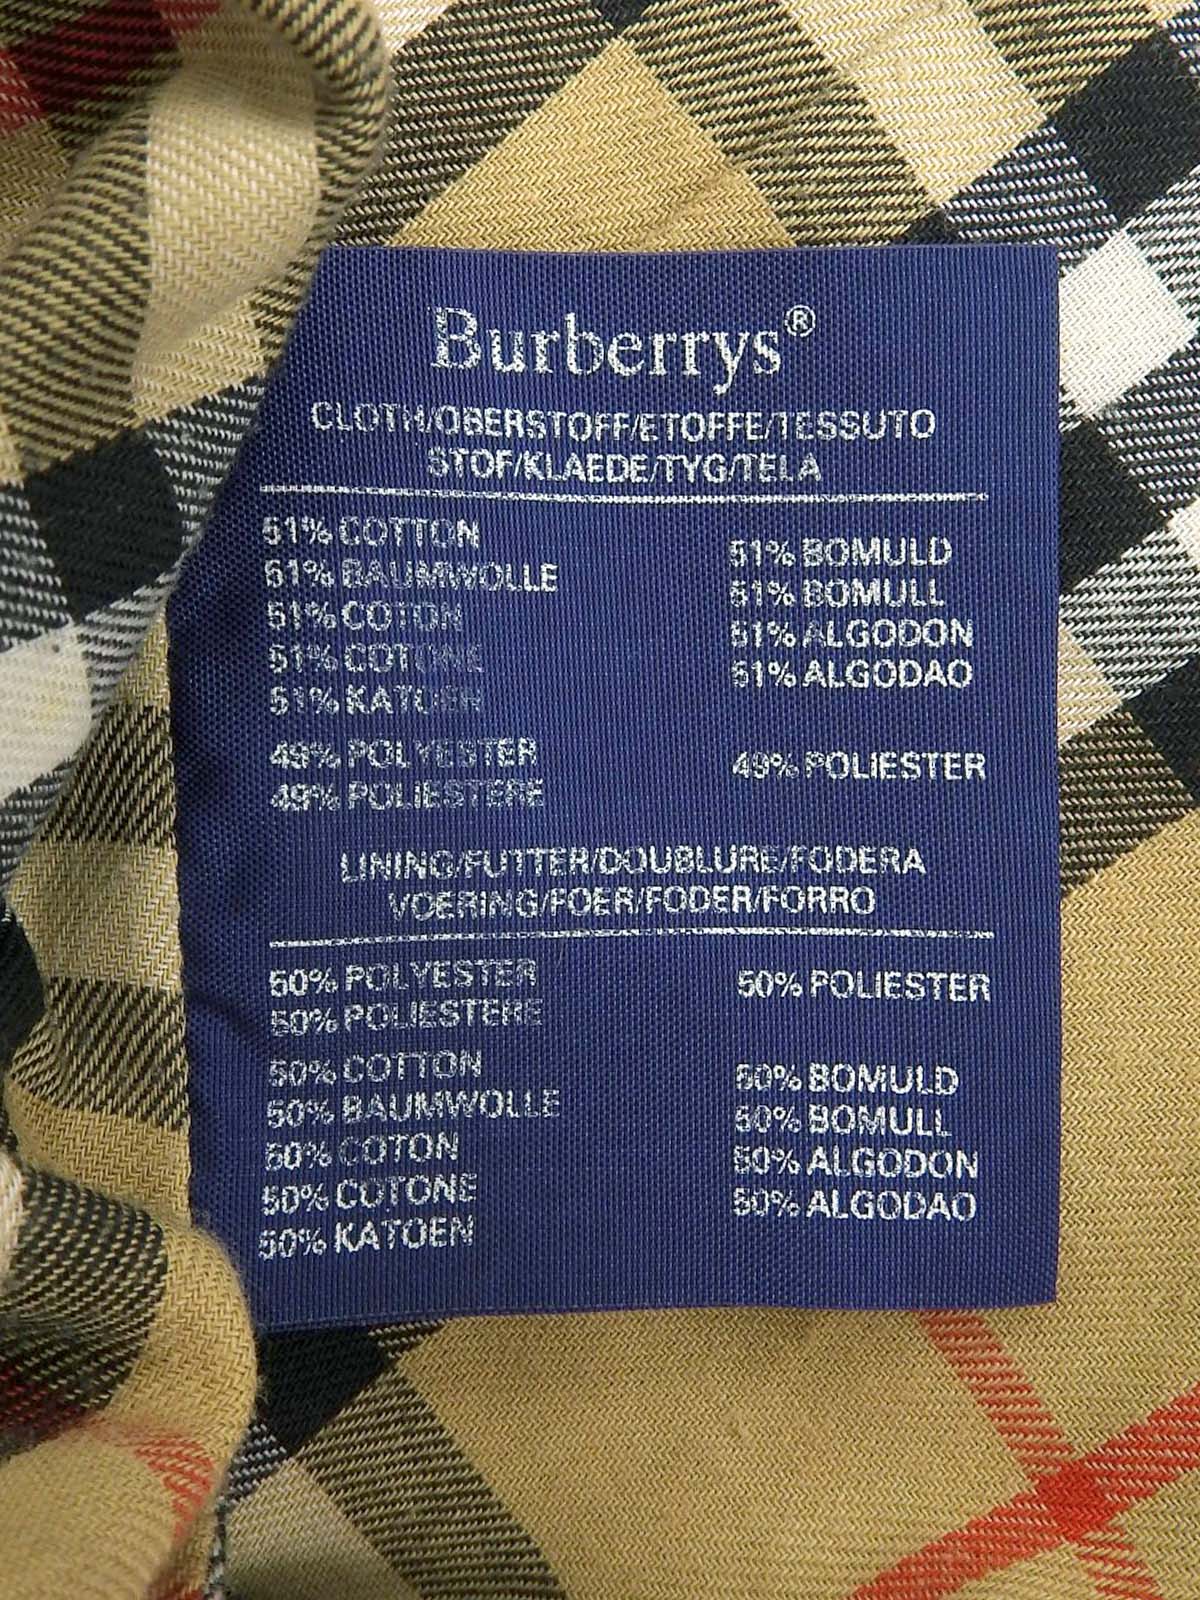 Burberrys®
CLOTH/OBERSTOFF/ETOFFE/TESSUTO
STOF/KLAEDE/TYG/TELA
51% COTTON
51% BAUMWOLLE
51% COTON
51% COTONE
51% KATOEN
51% BOMULD
51% BOMULL
51% ALGODON
51% ALGODAO
49% POLYESTER
49% POLIESTERE
49% POLIESTER
LINING/FUTTER/DOUBLURE/FODERA
VOERING/FOER/FODER/FORRO
50% POLYESTER
50% POLIESTERE
50% POLIESTER
50% COTTON
50% BAUMWOLLE
50% COTON
50% COTONE
50% KATOEN
50% BOMULD
50% BOMULL
50% ALGODON
50% ALGODAO